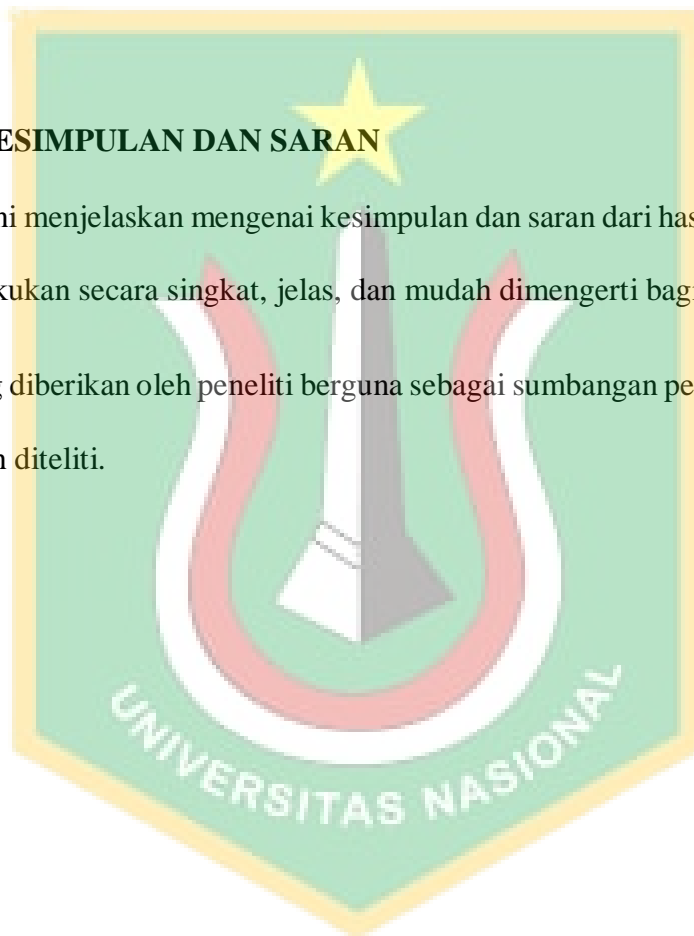 ESIMPULAN DAN SARAN
ni menjelaskan mengenai kesimpulan dan saran dari has
kukan secara singkat, jelas, dan mudah dimengerti bagi
g diberikan oleh peneliti berguna sebagai sumbangan pe
n diteliti.
UNIVERSITAS NASIONAL